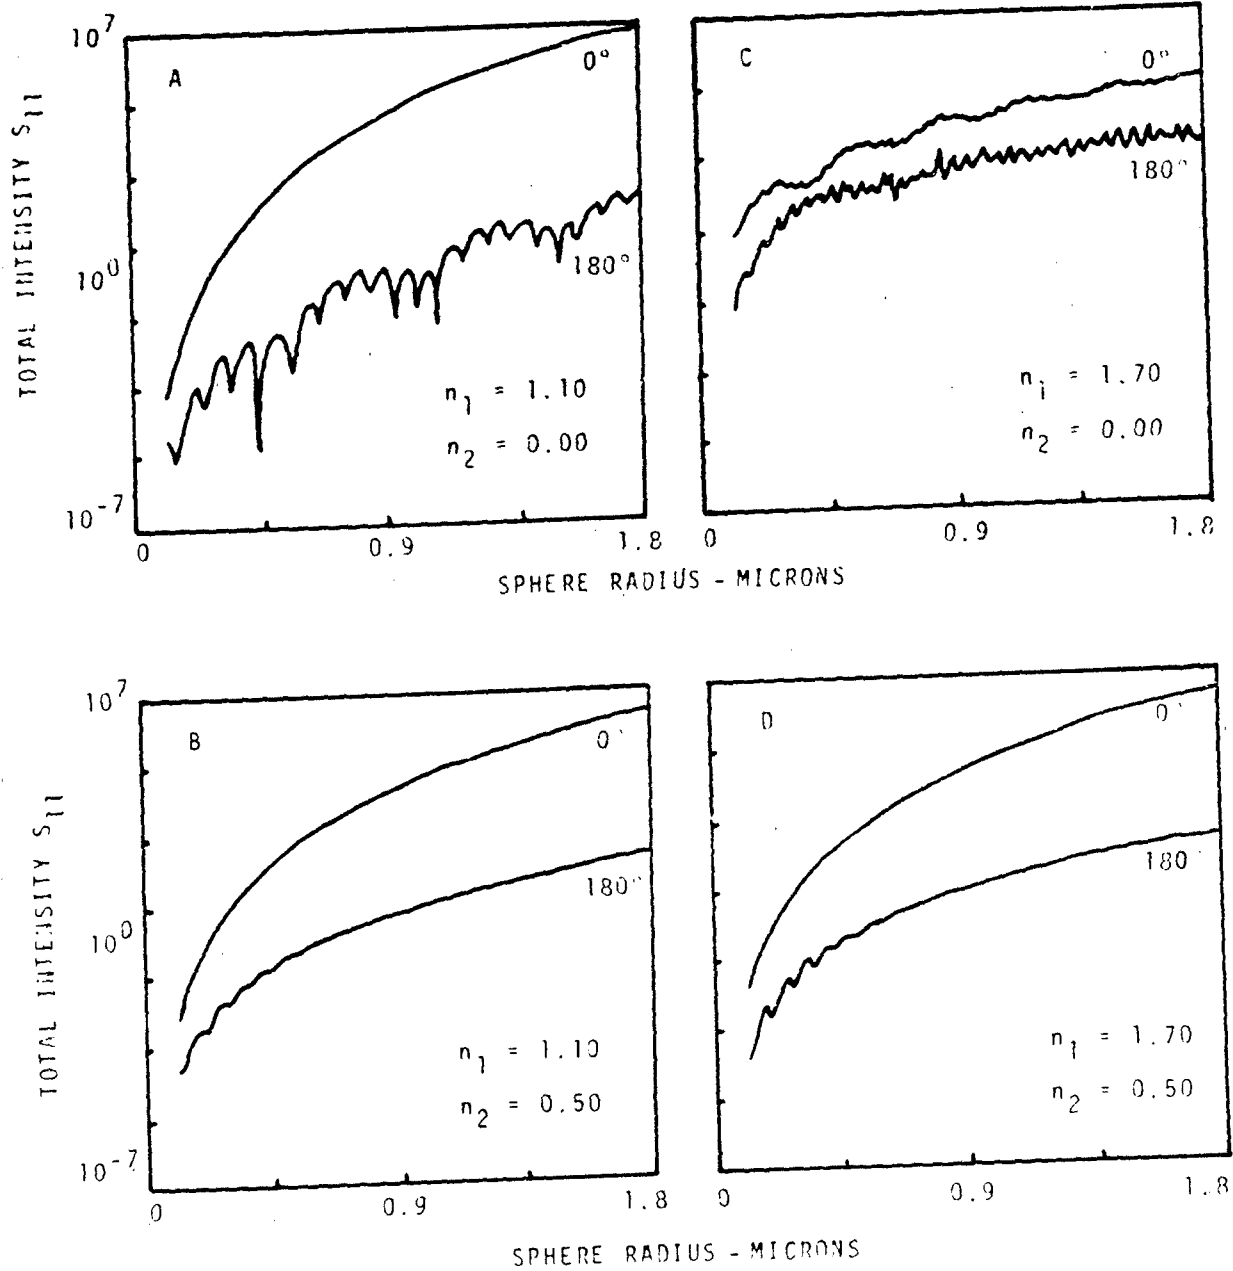 10^7
A
0°
TOTAL INTENSITY S11
10^0
180°
n1 = 1.10
n2 = 0.00
10^-7
0
0.9
1.8
C
0°
180°
n1 = 1.70
n2 = 0.00
0
0.9
1.8
SPHERE RADIUS - MICRONS
10^7
B
0
TOTAL INTENSITY S11
10^0
180°
n1 = 1.10
n2 = 0.50
10^-7
0
0.9
1.8
D
0
180
n1 = 1.70
n2 = 0.50
0
0.9
1.8
SPHERE RADIUS - MICRONS